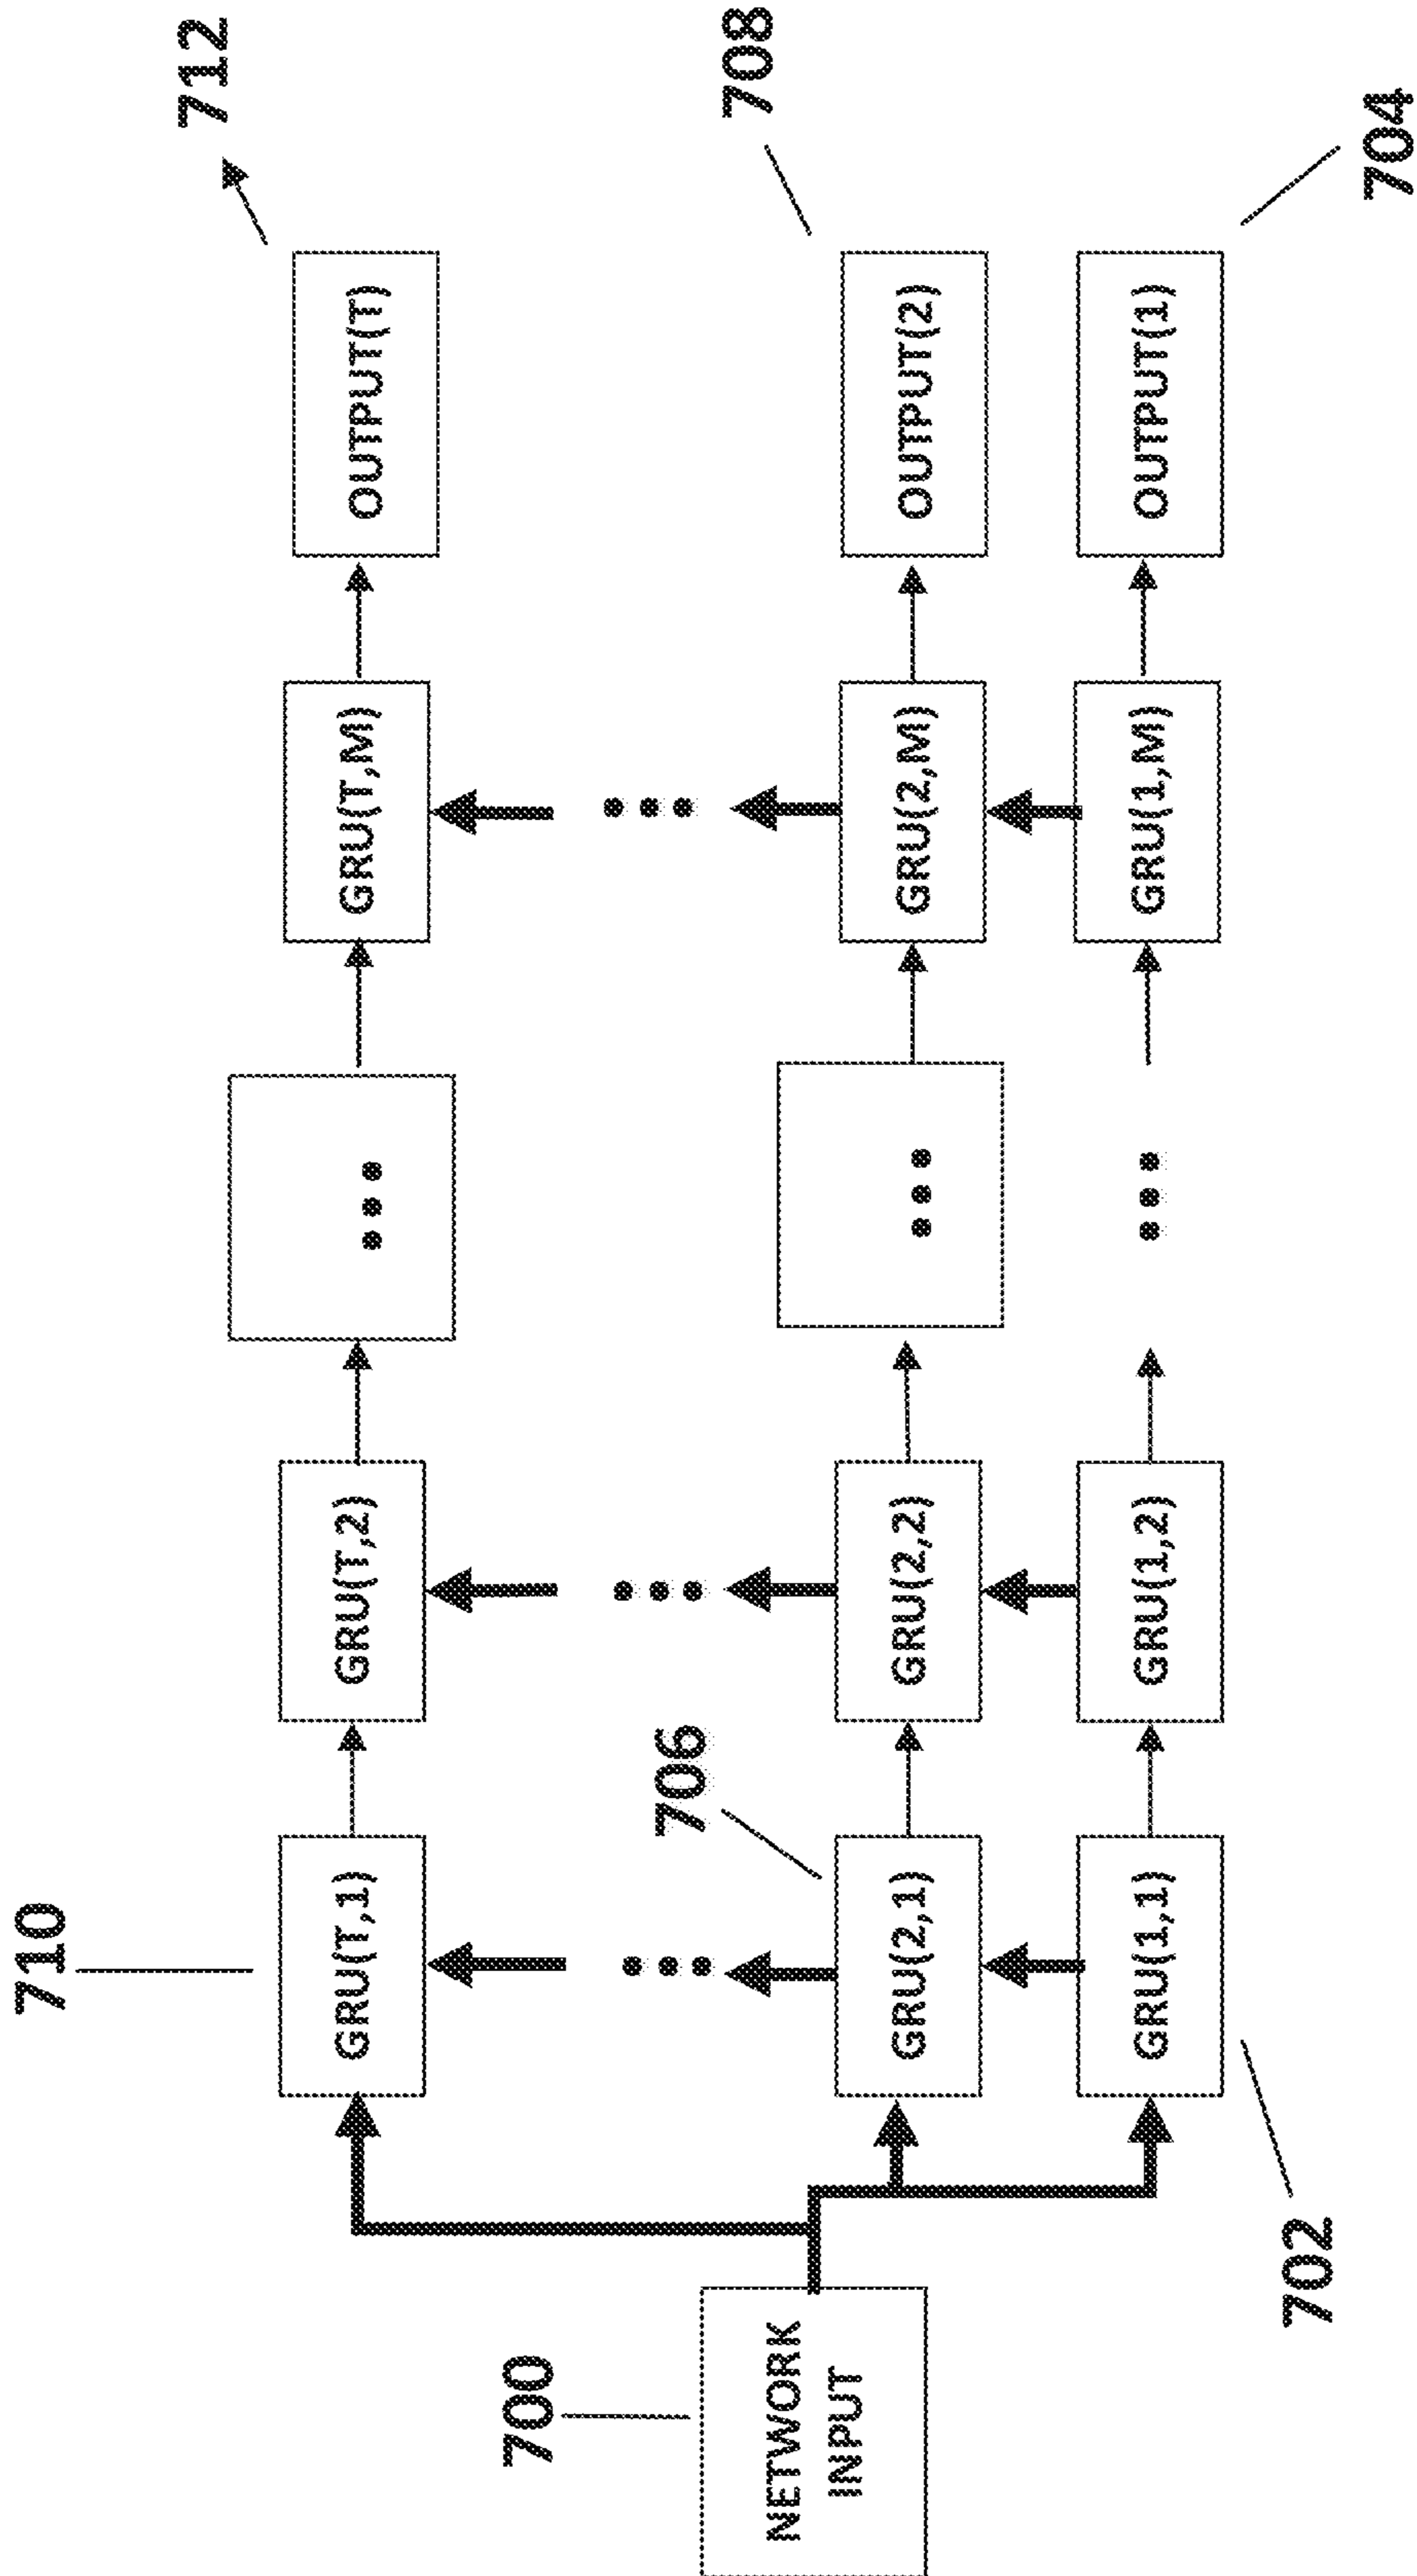 710
712
GRU(T,1)
GRU(T,2)
...
GRU(T,M)
OUTPUT(T)
700
...
...
...
706
708
NETWORK
INPUT
GRU(2,1)
GRU(2,2)
...
GRU(2,M)
OUTPUT(2)
GRU(1,1)
GRU(1,2)
...
GRU(1,M)
OUTPUT(1)
702
704